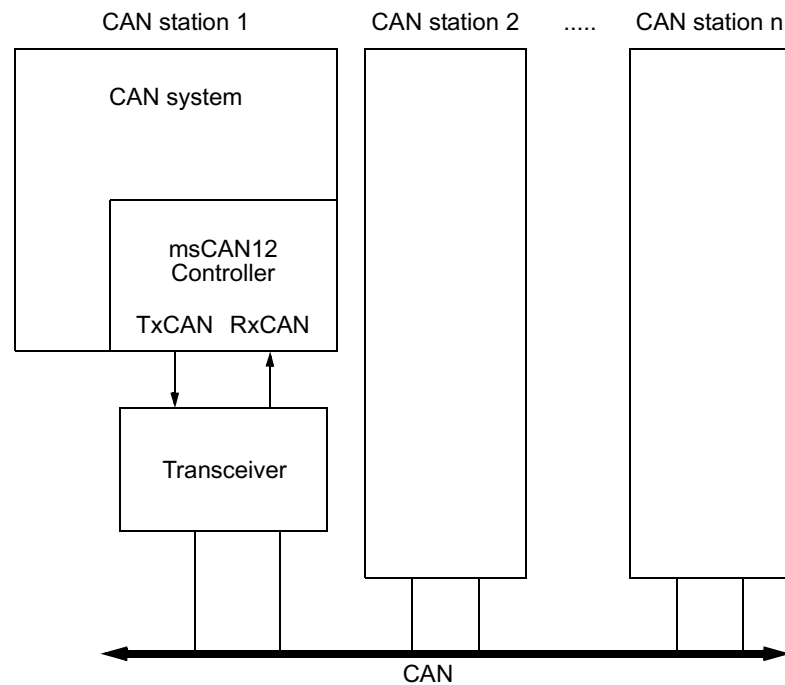 CAN station 1
CAN station 2
.....
CAN station n
CAN system
msCAN12
Controller
TxCAN
RxCAN
Transceiver
CAN